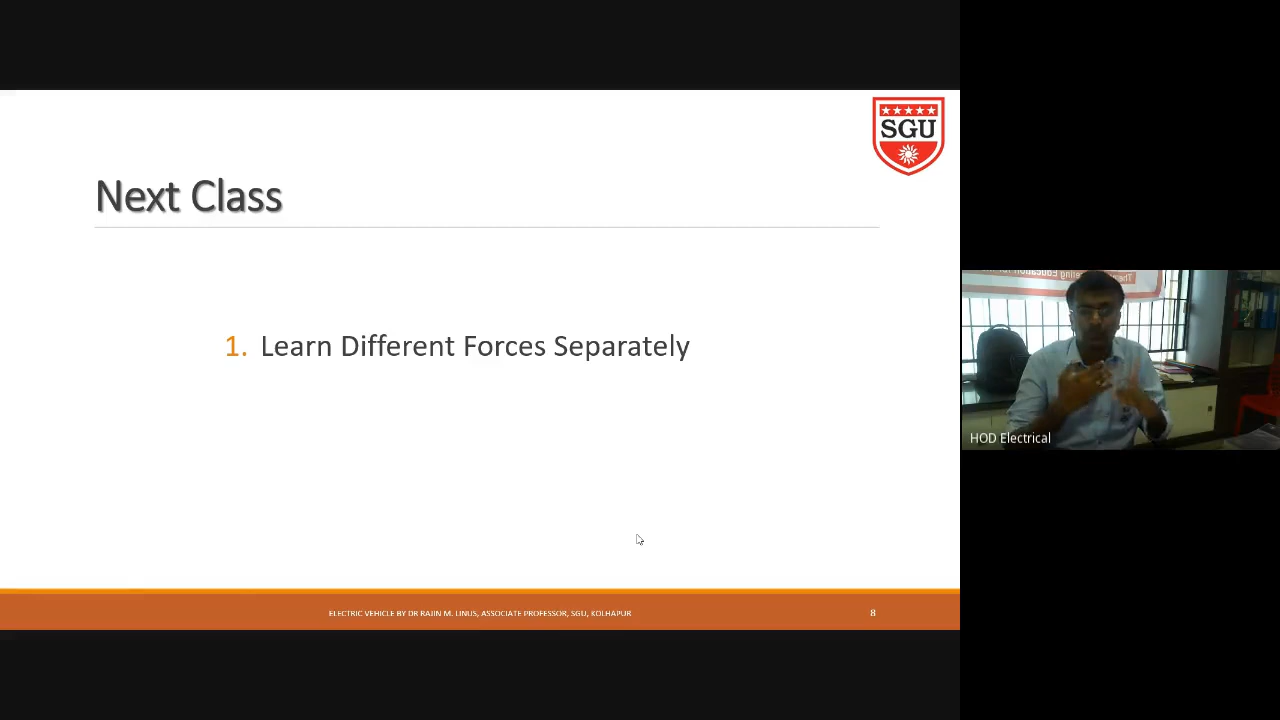 SGU
Next Class
1. Learn Different Forces Separately
HOD Electrical
ELECTRIC VEHICLE BY DR RAJIN M. LINUS, ASSOCIATE PROFESSOR, SGU, KOLHAPUR
8